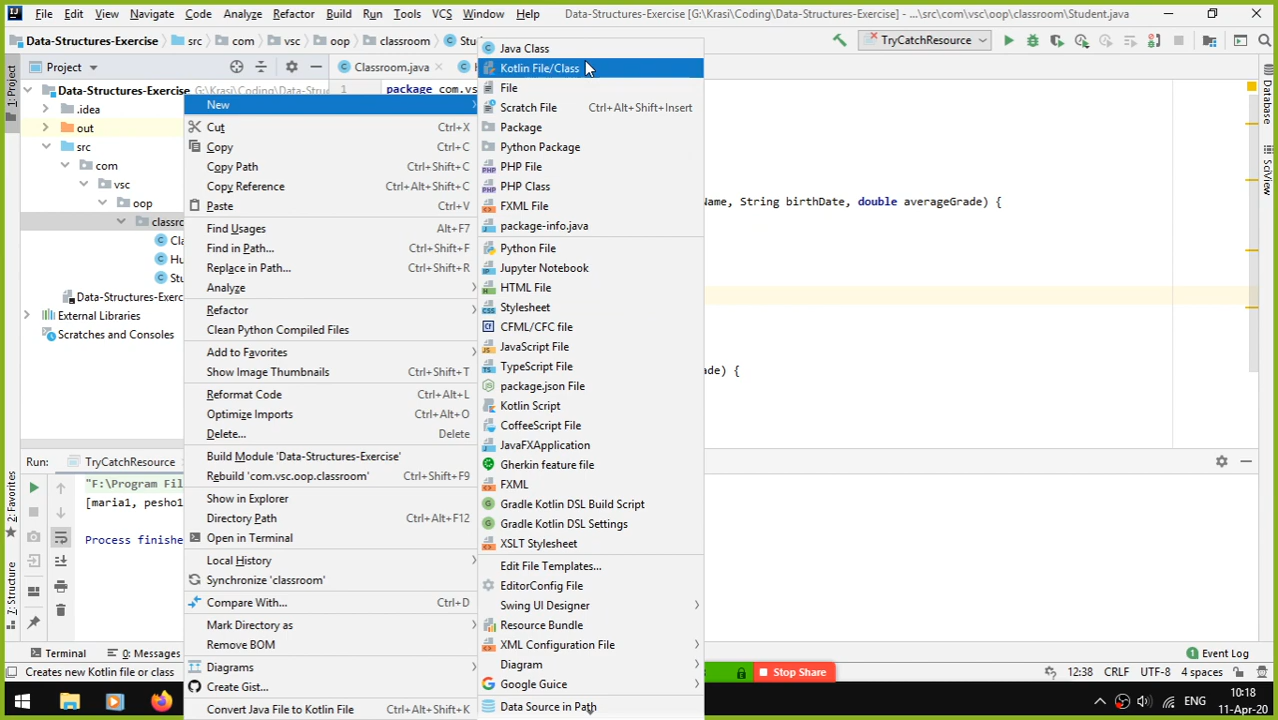 File Edit View Navigate Code Analyze Refactor Build Run Tools VCS Window Help Data-Structures-Exercise [G:\Krasi\Coding\Data-Structures-Exercise] - ...\src\com\vsc\oop\classroom\Student.java
Data-Structures-Exercise src com vsc oop classroom Stu TryCatchResource
1: Project
Project
Classroom.java
1 package com.vs
Data-Structures-Exercise G:\Krasi\Coding\Data-Stru
.idea
out
src
com
vsc
oop
classro
Cla
Hu
Stu
Data-Structures-Exerci
External Libraries
Scratches and Consoles
New
Cut Ctrl+X
Copy Ctrl+C
Copy Path Ctrl+Shift+C
Copy Reference Ctrl+Alt+Shift+C
Paste Ctrl+V
Find Usages Alt+F7
Find in Path... Ctrl+Shift+F
Replace in Path... Ctrl+Shift+R
Analyze
Refactor
Clean Python Compiled Files
Add to Favorites
Show Image Thumbnails Ctrl+Shift+T
Reformat Code Ctrl+Alt+L
Optimize Imports Ctrl+Alt+O
Delete... Delete
Build Module 'Data-Structures-Exercise'
Rebuild 'com.vsc.oop.classroom' Ctrl+Shift+F9
Show in Explorer
Directory Path Ctrl+Alt+F12
Open in Terminal
Local History
Synchronize 'classroom'
Compare With... Ctrl+D
Mark Directory as
Remove BOM
Diagrams
Create Gist...
Convert Java File to Kotlin File Ctrl+Alt+Shift+K
Java Class
Kotlin File/Class
File
Scratch File Ctrl+Alt+Shift+Insert
Package
Python Package
PHP File
PHP Class
FXML File
package-info.java
Python File
Jupyter Notebook
HTML File
Stylesheet
CFML/CFC file
JavaScript File
TypeScript File
package.json File
Kotlin Script
CoffeeScript File
JavaFXApplication
Gherkin feature file
FXML
Gradle Kotlin DSL Build Script
Gradle Kotlin DSL Settings
XSLT Stylesheet
Edit File Templates...
EditorConfig File
Swing UI Designer
Resource Bundle
XML Configuration File
Diagram
Google Guice
Data Source in Path
Name, String birthDate, double averageGrade) {
ade) {
Database
SciView
Run: TryCatchResource
"F:\Program Fil
[maria1, pesho1
Process finishe
2: Favorites
7: Structure
Terminal 0: Messages Event Log
Creates new Kotlin file or class Stop Share 12:38 CRLF UTF-8 4 spaces
ENG 10:18
11-Apr-20